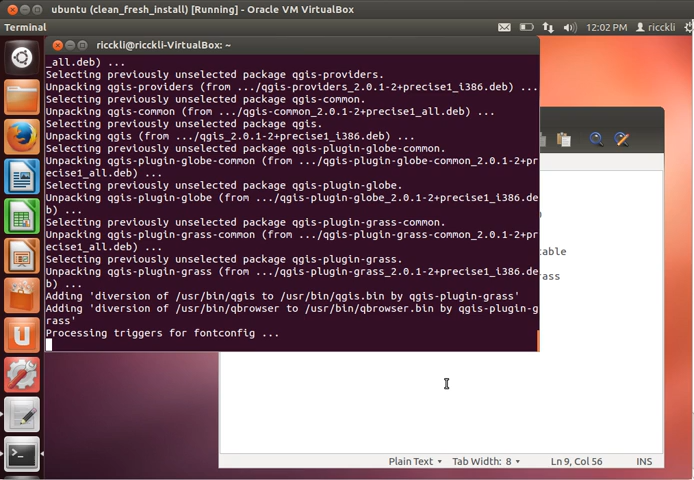 ubuntu (clean_fresh_install) [Running] - Oracle VM VirtualBox
Terminal
12:02 PM
ricckli
ricckli@ricckli-VirtualBox: ~
_all.deb) ...
Selecting previously unselected package qgis-providers.
Unpacking qgis-providers (from .../qgis-providers_2.0.1-2+precise1_i386.deb) ...
Selecting previously unselected package qgis-common.
Unpacking qgis-common (from .../qgis-common_2.0.1-2+precise1_all.deb) ...
Selecting previously unselected package qgis.
Unpacking qgis (from .../qgis_2.0.1-2+precise1_i386.deb) ...
Selecting previously unselected package qgis-plugin-globe-common.
Unpacking qgis-plugin-globe-common (from .../qgis-plugin-globe-common_2.0.1-2+pr
ecise1_all.deb) ...
Selecting previously unselected package qgis-plugin-globe.
Unpacking qgis-plugin-globe (from .../qgis-plugin-globe_2.0.1-2+precise1_i386.de
b) ...
Selecting previously unselected package qgis-plugin-grass-common.
Unpacking qgis-plugin-grass-common (from .../qgis-plugin-grass-common_2.0.1-2+pr
ecise1_all.deb) ...
Selecting previously unselected package qgis-plugin-grass.
Unpacking qgis-plugin-grass (from .../qgis-plugin-grass_2.0.1-2+precise1_i386.de
b) ...
Adding 'diversion of /usr/bin/qgis to /usr/bin/qgis.bin by qgis-plugin-grass'
Adding 'diversion of /usr/bin/qbrowser to /usr/bin/qbrowser.bin by qgis-plugin-g
rass'
Processing triggers for fontconfig ...
table
ass
Plain Text
Tab Width: 8
Ln 9, Col 56
INS